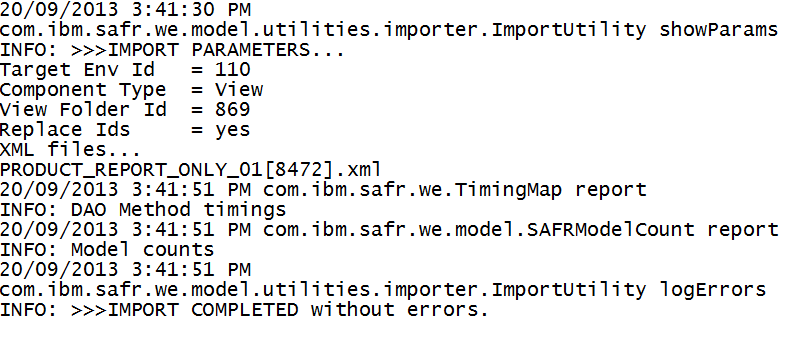 20/09/2013 3:41:30 PM
com.ibm.safr.we.model.utilities.importer.ImportUtility showParams
INFO: >>>IMPORT PARAMETERS...
Target Env Id   = 110
Component Type  = View
View Folder Id  = 869
Replace Ids     = yes
XML files...
PRODUCT_REPORT_ONLY_01[8472].xml
20/09/2013 3:41:51 PM com.ibm.safr.we.TimingMap report
INFO: DAO Method timings
20/09/2013 3:41:51 PM com.ibm.safr.we.model.SAFRModelCount report
INFO: Model counts
20/09/2013 3:41:51 PM
com.ibm.safr.we.model.utilities.importer.ImportUtility logErrors
INFO: >>>IMPORT COMPLETED without errors.